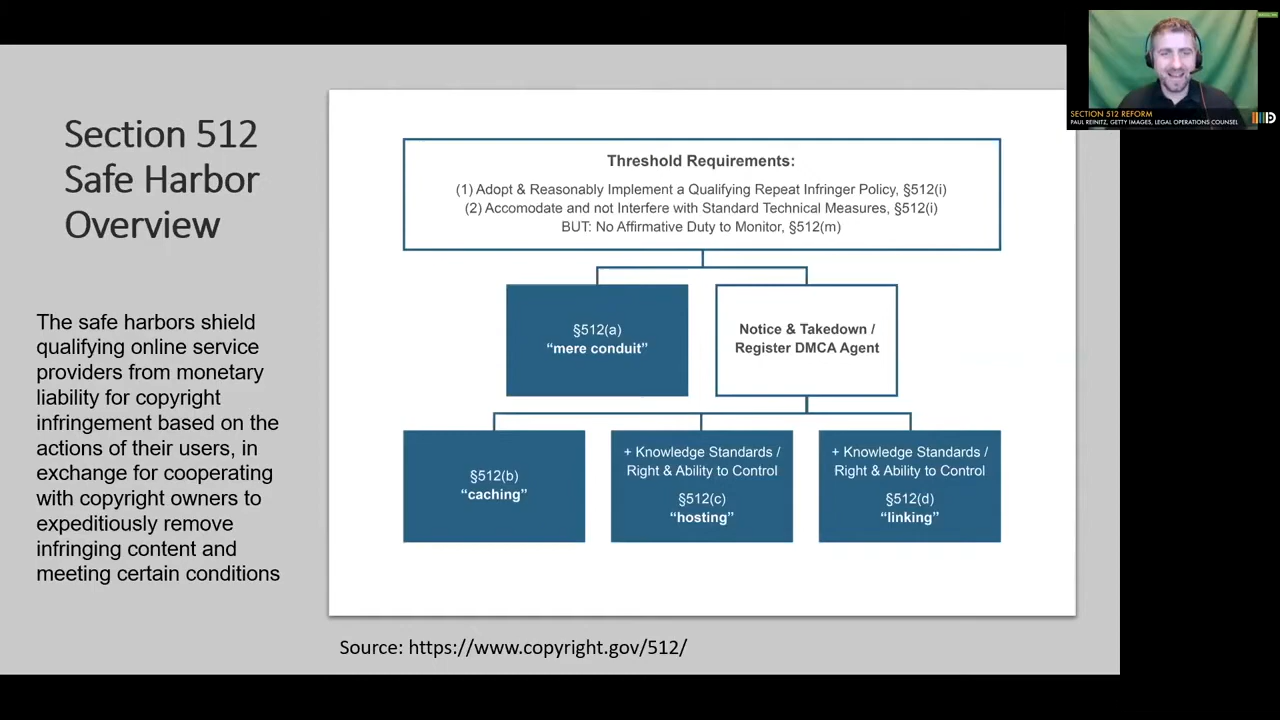 Section 512
Safe Harbor
Overview
The safe harbors shield
qualifying online service
providers from monetary
liability for copyright
infringement based on the
actions of their users, in
exchange for cooperating
with copyright owners to
expeditiously remove
infringing content and
meeting certain conditions
Threshold Requirements:
(1) Adopt & Reasonably Implement a Qualifying Repeat Infringer Policy, §512(i)
(2) Accomodate and not Interfere with Standard Technical Measures, §512(i)
BUT: No Affirmative Duty to Monitor, §512(m)
§512(a)
“mere conduit”
Notice & Takedown /
Register DMCA Agent
§512(b)
“caching”
+ Knowledge Standards /
Right & Ability to Control
§512(c)
“hosting”
+ Knowledge Standards /
Right & Ability to Control
§512(d)
“linking”
Source: https://www.copyright.gov/512/
SECTION 512 REFORM
PAUL REINITZ, GETTY IMAGES, LEGAL OPERATIONS COUNSEL